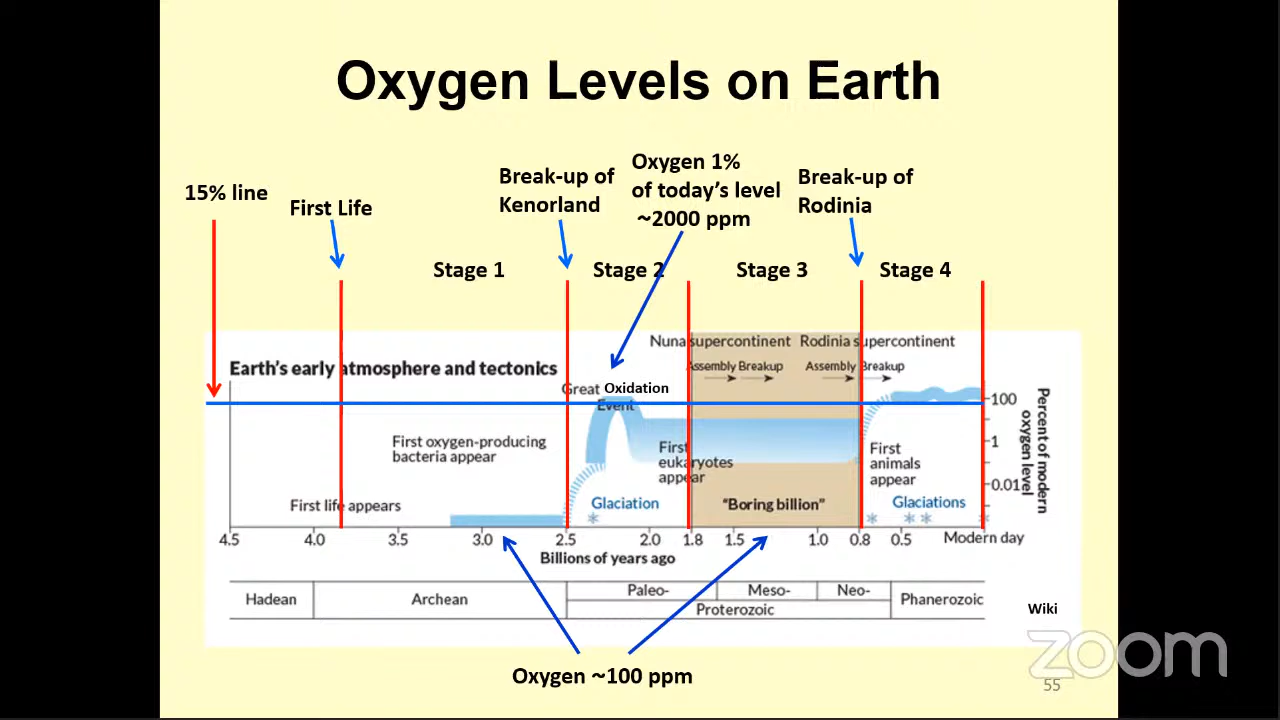 Oxygen Levels on Earth
15% line
First Life
Break-up of
Kenorland
Oxygen 1%
of today's level
~2000 ppm
Break-up of
Rodinia
Stage 1
Stage 2
Stage 3
Stage 4
Nuna supercontinent
Rodinia supercontinent
Assembly Breakup
Assembly Breakup
Earth's early atmosphere and tectonics
Great Oxidation
Event
First oxygen-producing
bacteria appear
First life appears
First
eukaryotes
appear
First
animals
appear
Glaciation
"Boring billion"
Glaciations
100
1
0.01
Percent of modern
oxygen level
4.5 4.0 3.5 3.0 2.5 2.0 1.8 1.5 1.0 0.8 0.5 Modern day
Billions of years ago
Hadean
Archean
Paleo-
Meso-
Neo-
Proterozoic
Phanerozoic
Wiki
Oxygen ~100 ppm
zoom
55